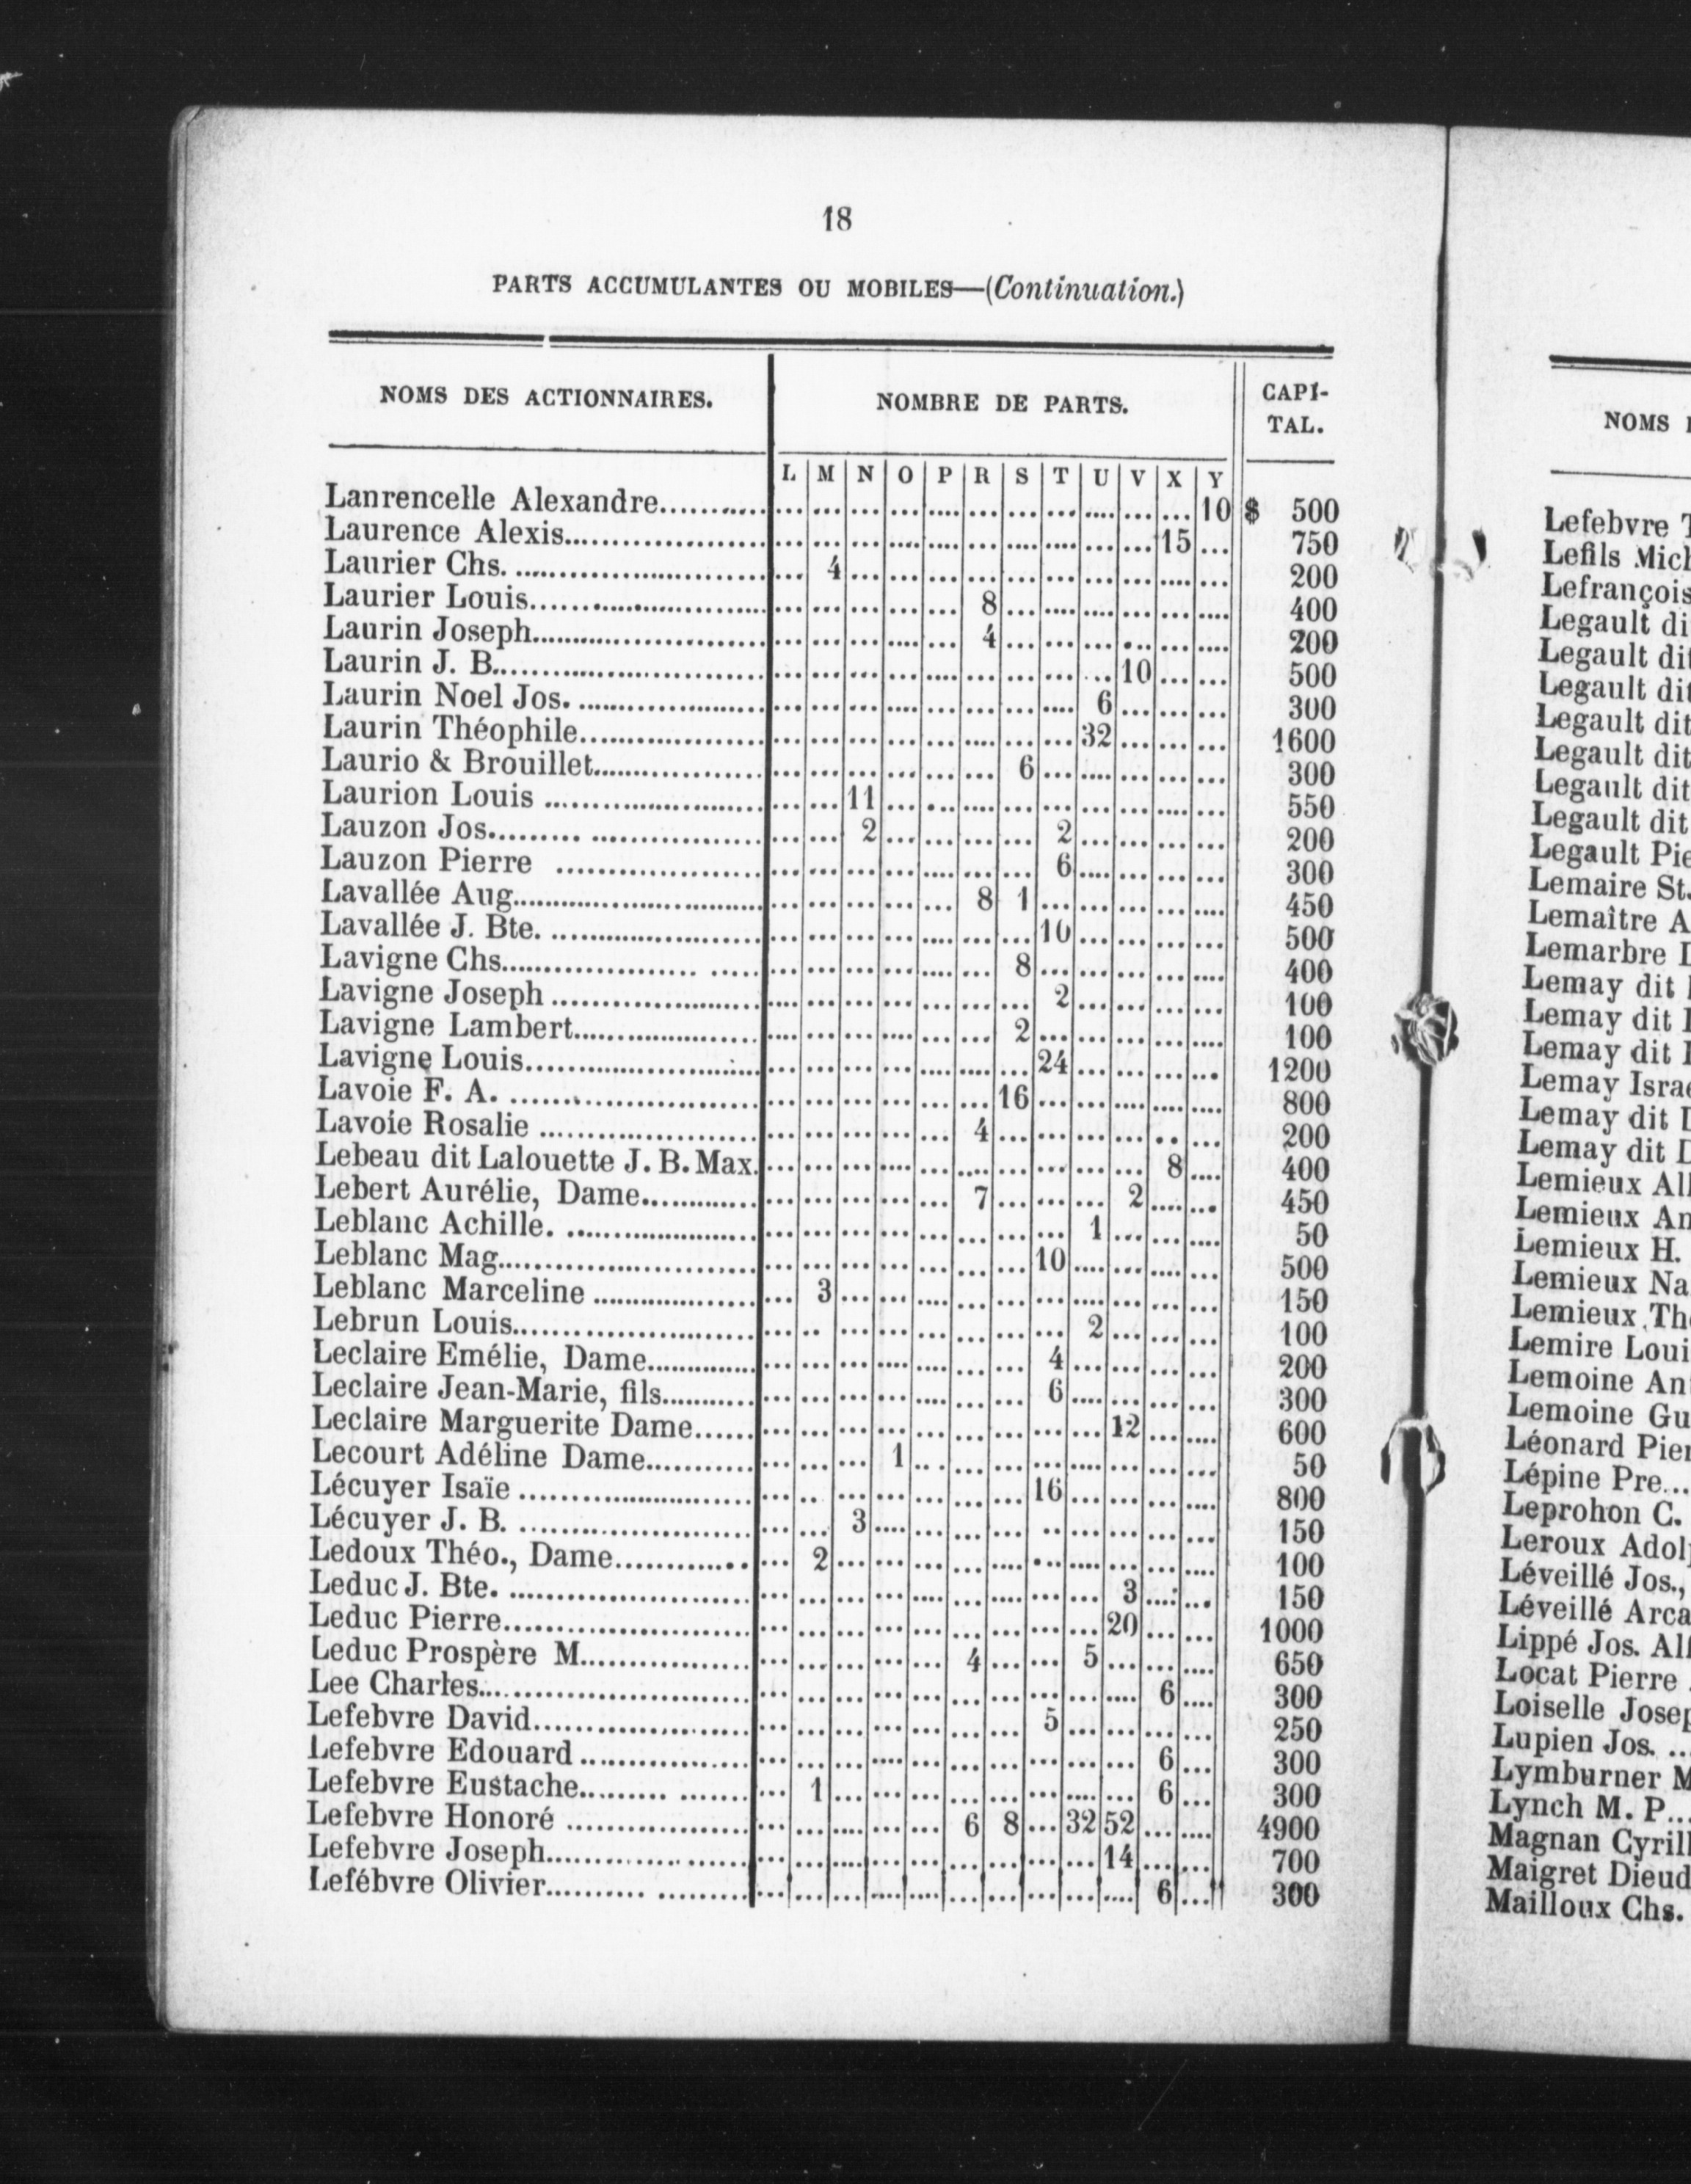 18
PARTS ACCUMULANTES OU MOBILES—(Continuation.)
NOMS DES ACTIONNAIRES. NOMBRE DE PARTS. CAPI-
TAL.
L M N O P R S T U V X Y
Lanrencelle Alexandre 10 $ 500
Laurence Alexis 15 750
Laurier Chs. 4 200
Laurier Louis 8 400
Laurin Joseph 4 200
Laurin J. B. 10 500
Laurin Noel Jos. 6 300
Laurin Théophile 32 1600
Laurio & Brouillet 6 300
Laurion Louis 11 550
Lauzon Jos. 2 2 200
Lauzon Pierre 6 300
Lavallée Aug. 8 1 450
Lavallée J. Bte. 10 500
Lavigne Chs. 8 400
Lavigne Joseph 2 100
Lavigne Lambert 2 100
Lavigne Louis 24 1200
Lavoie F. A. 16 800
Lavoie Rosalie 4 200
Lebeau dit Lalouette J. B. Max. 8 400
Lebert Aurélie, Dame 7 2 450
Leblanc Achille. 1 50
Leblanc Mag. 10 500
Leblanc Marceline 3 150
Lebrun Louis 2 100
Leclaire Emélie, Dame 4 200
Leclaire Jean-Marie, fils 6 300
Leclaire Marguerite Dame 12 600
Lecourt Adéline Dame 1 50
Lécuyer Isaïe 16 800
Lécuyer J. B. 3 150
Ledoux Théo., Dame 2 100
Leduc J. Bte. 3 150
Leduc Pierre 20 1000
Leduc Prospère M. 4 5 650
Lee Charles 6 300
Lefebvre David 5 250
Lefebvre Edouard 6 300
Lefebvre Eustache 1 6 300
Lefebvre Honoré 6 8 32 52 4900
Lefebvre Joseph 14 700
Lefébvre Olivier 6 300
NOMS
Lefebvre
Lefils
Lefrançois
Legault
Legault
Legault
Legault dit
Legault dit
Legault dit
Legault dit
Legault
Lemaire St.
Lemaître
Lemarbre
Lemay dit
Lemay dit
Lemay dit
Lemay
Lemay dit
Lemay dit
Lemieux
Lemieux
Lemieux H.
Lemieux
Lemieux
Lemire
Lemoine
Lemoine
Léonard
Lépine Pre...
Leprohon C.
Leroux
Léveillé Jos.,
Léveillé
Lippé Jos.
Locat Pierre
Loiselle
Lupien Jos.
Lymburner
Lynch M. P...
Magnan
Maigret
Mailloux Chs.